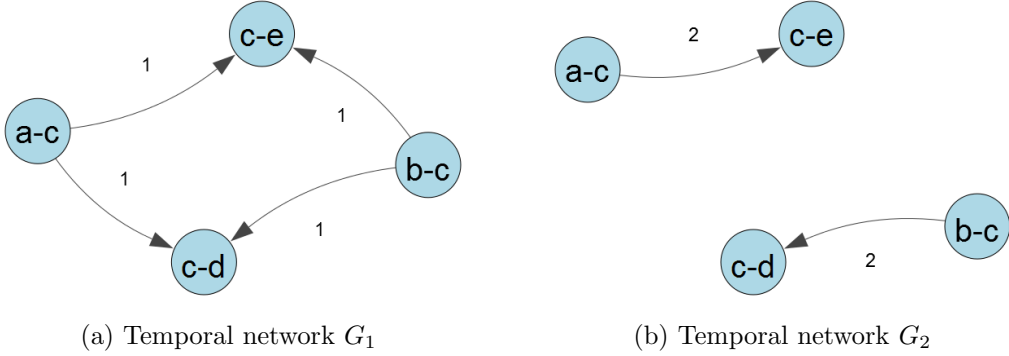 c-e
1
a-c
1
b-c
1
1
c-d
(a) Temporal network G₁
2
c-e
a-c
b-c
c-d
2
(b) Temporal network G₂